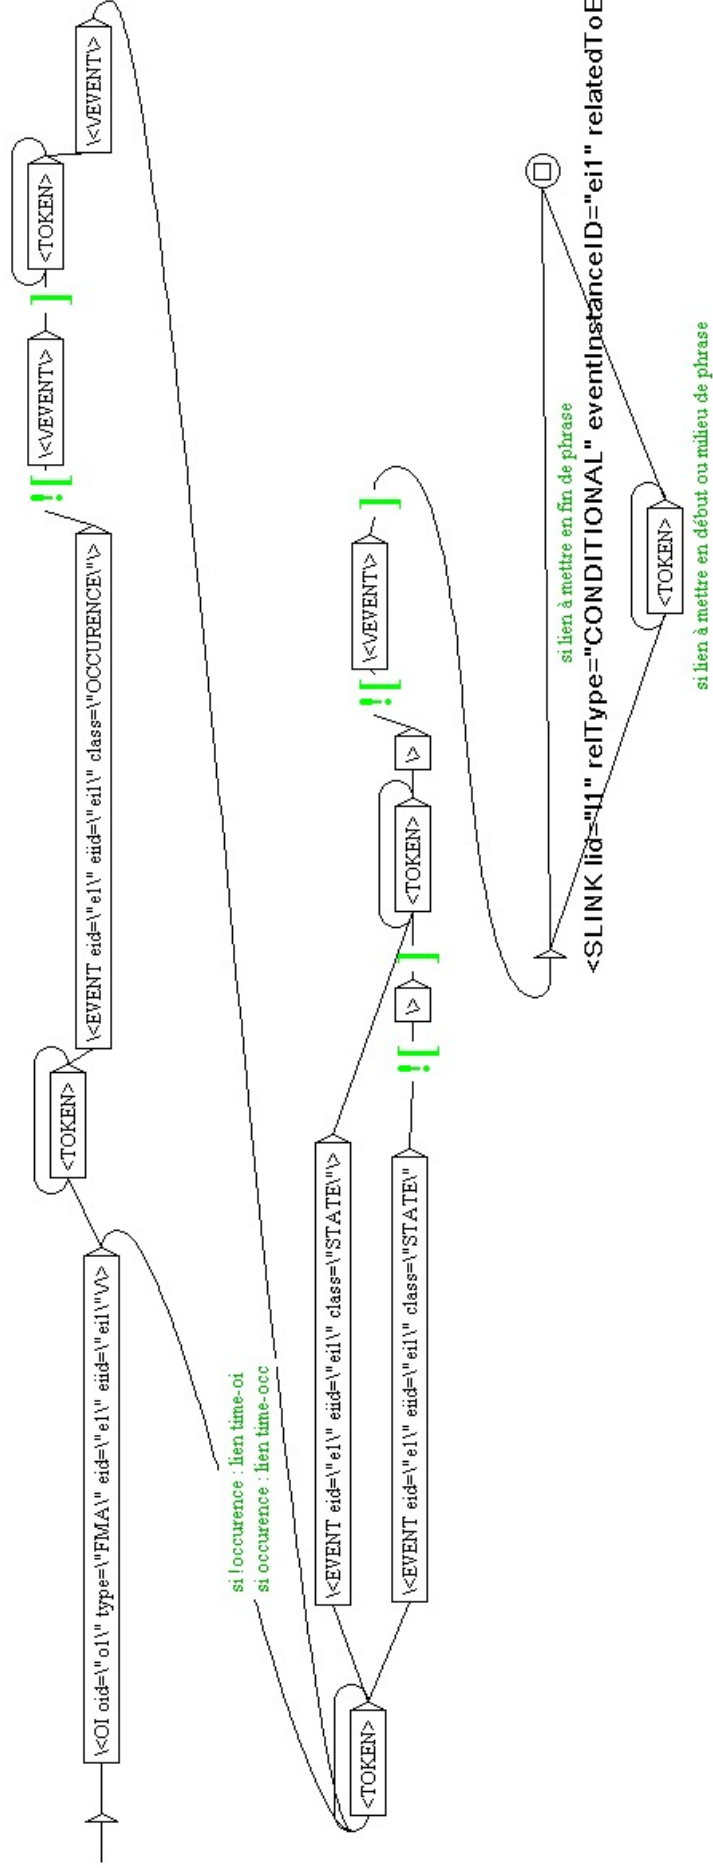 \<OI oid=\"o1\" type=\"FMA\" eid=\"e1\" eiid=\"ei1\"\/\>
<TOKEN>
\<EVENT eid=\"e1\" eiid=\"ei1\" class=\"OCCURENCE\"\>
]!
\<\/EVENT\>
[
<TOKEN>
\<\/EVENT\>
si !occurence : lien time-oi
si occurence : lien time-occ
<TOKEN>
\<EVENT eid=\"e1\" eiid=\"ei1\" class=\"STATE\"\>
\<EVENT eid=\"e1\" eiid=\"ei1\" class=\"STATE\"
]!
\>
[
<TOKEN>
\>
]!
\<\/EVENT\>
[
si lien à mettre en fin de phrase
<SLINK lid="l1" relType="CONDITIONAL" eventInstanceID="ei1" relatedToE
<TOKEN>
si lien à mettre en début ou milieu de phrase